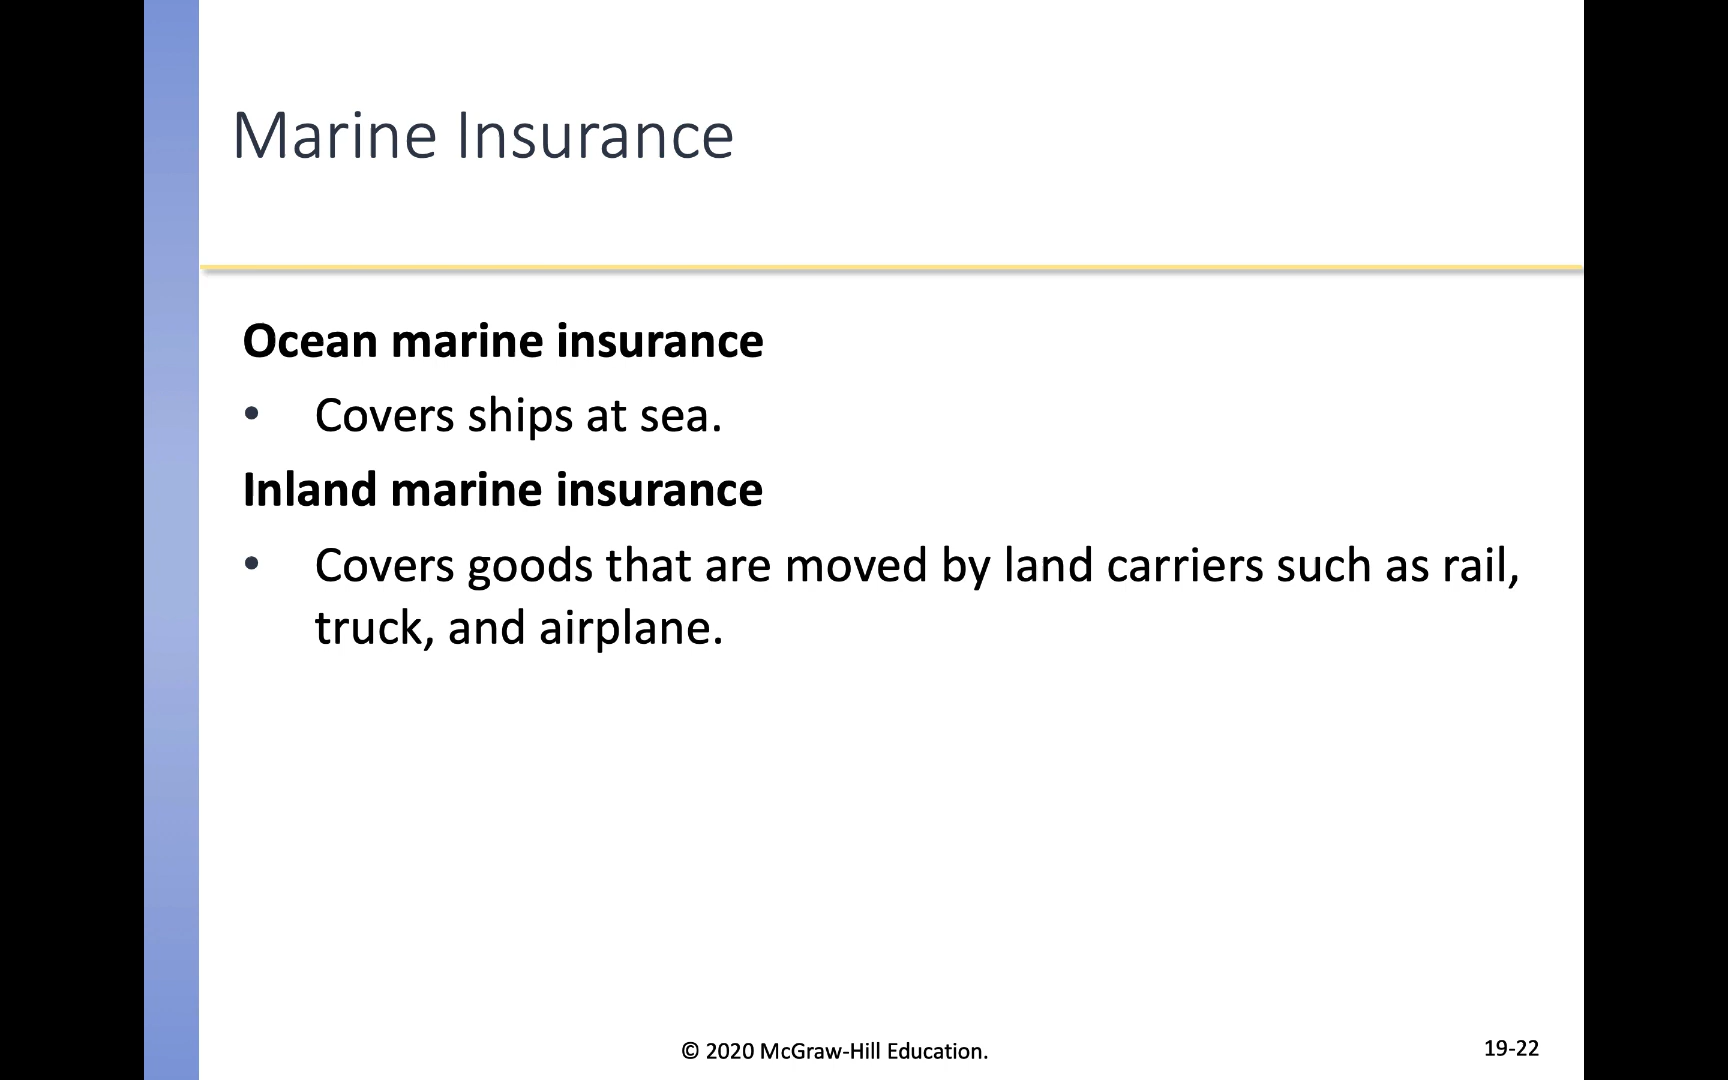 Marine Insurance
Ocean marine insurance
• Covers ships at sea.
Inland marine insurance
• Covers goods that are moved by land carriers such as rail,
truck, and airplane.
© 2020 McGraw-Hill Education.
19-22